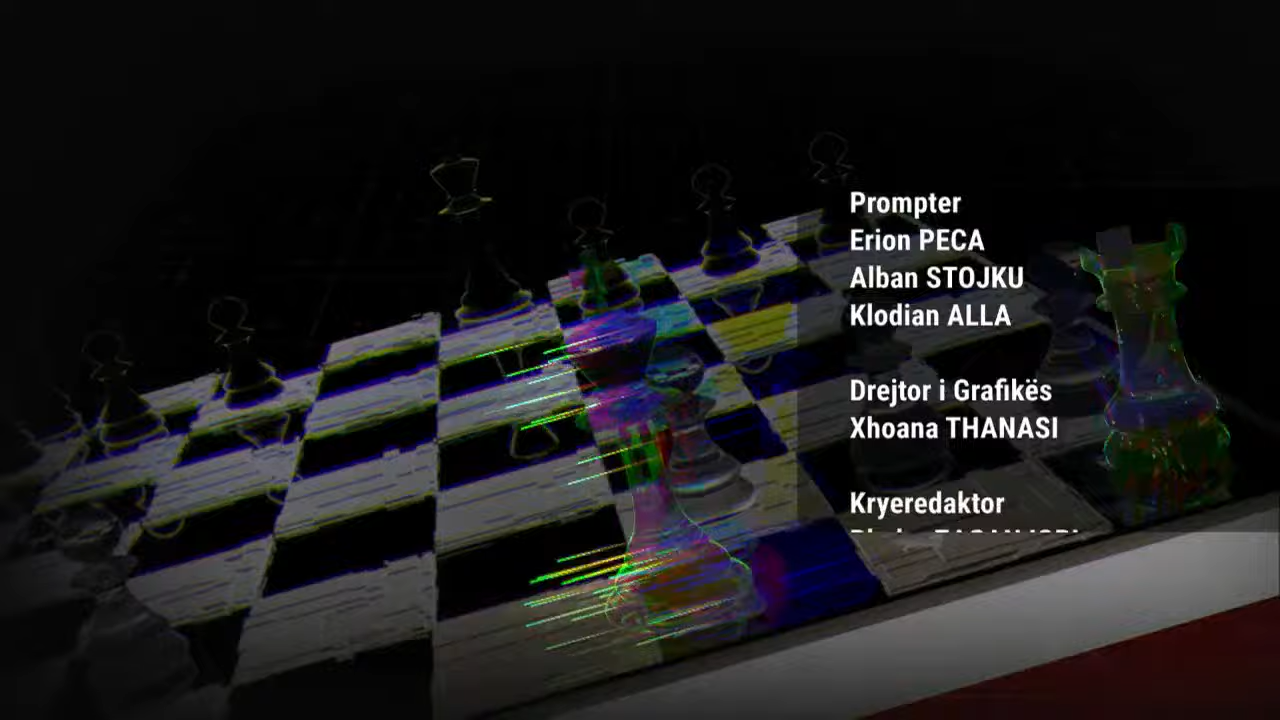 Prompter
Erion PECA
Alban STOJKU
Klodian ALLA
Drejtor i Grafikës
Xhoana THANASI
Kryeredaktor